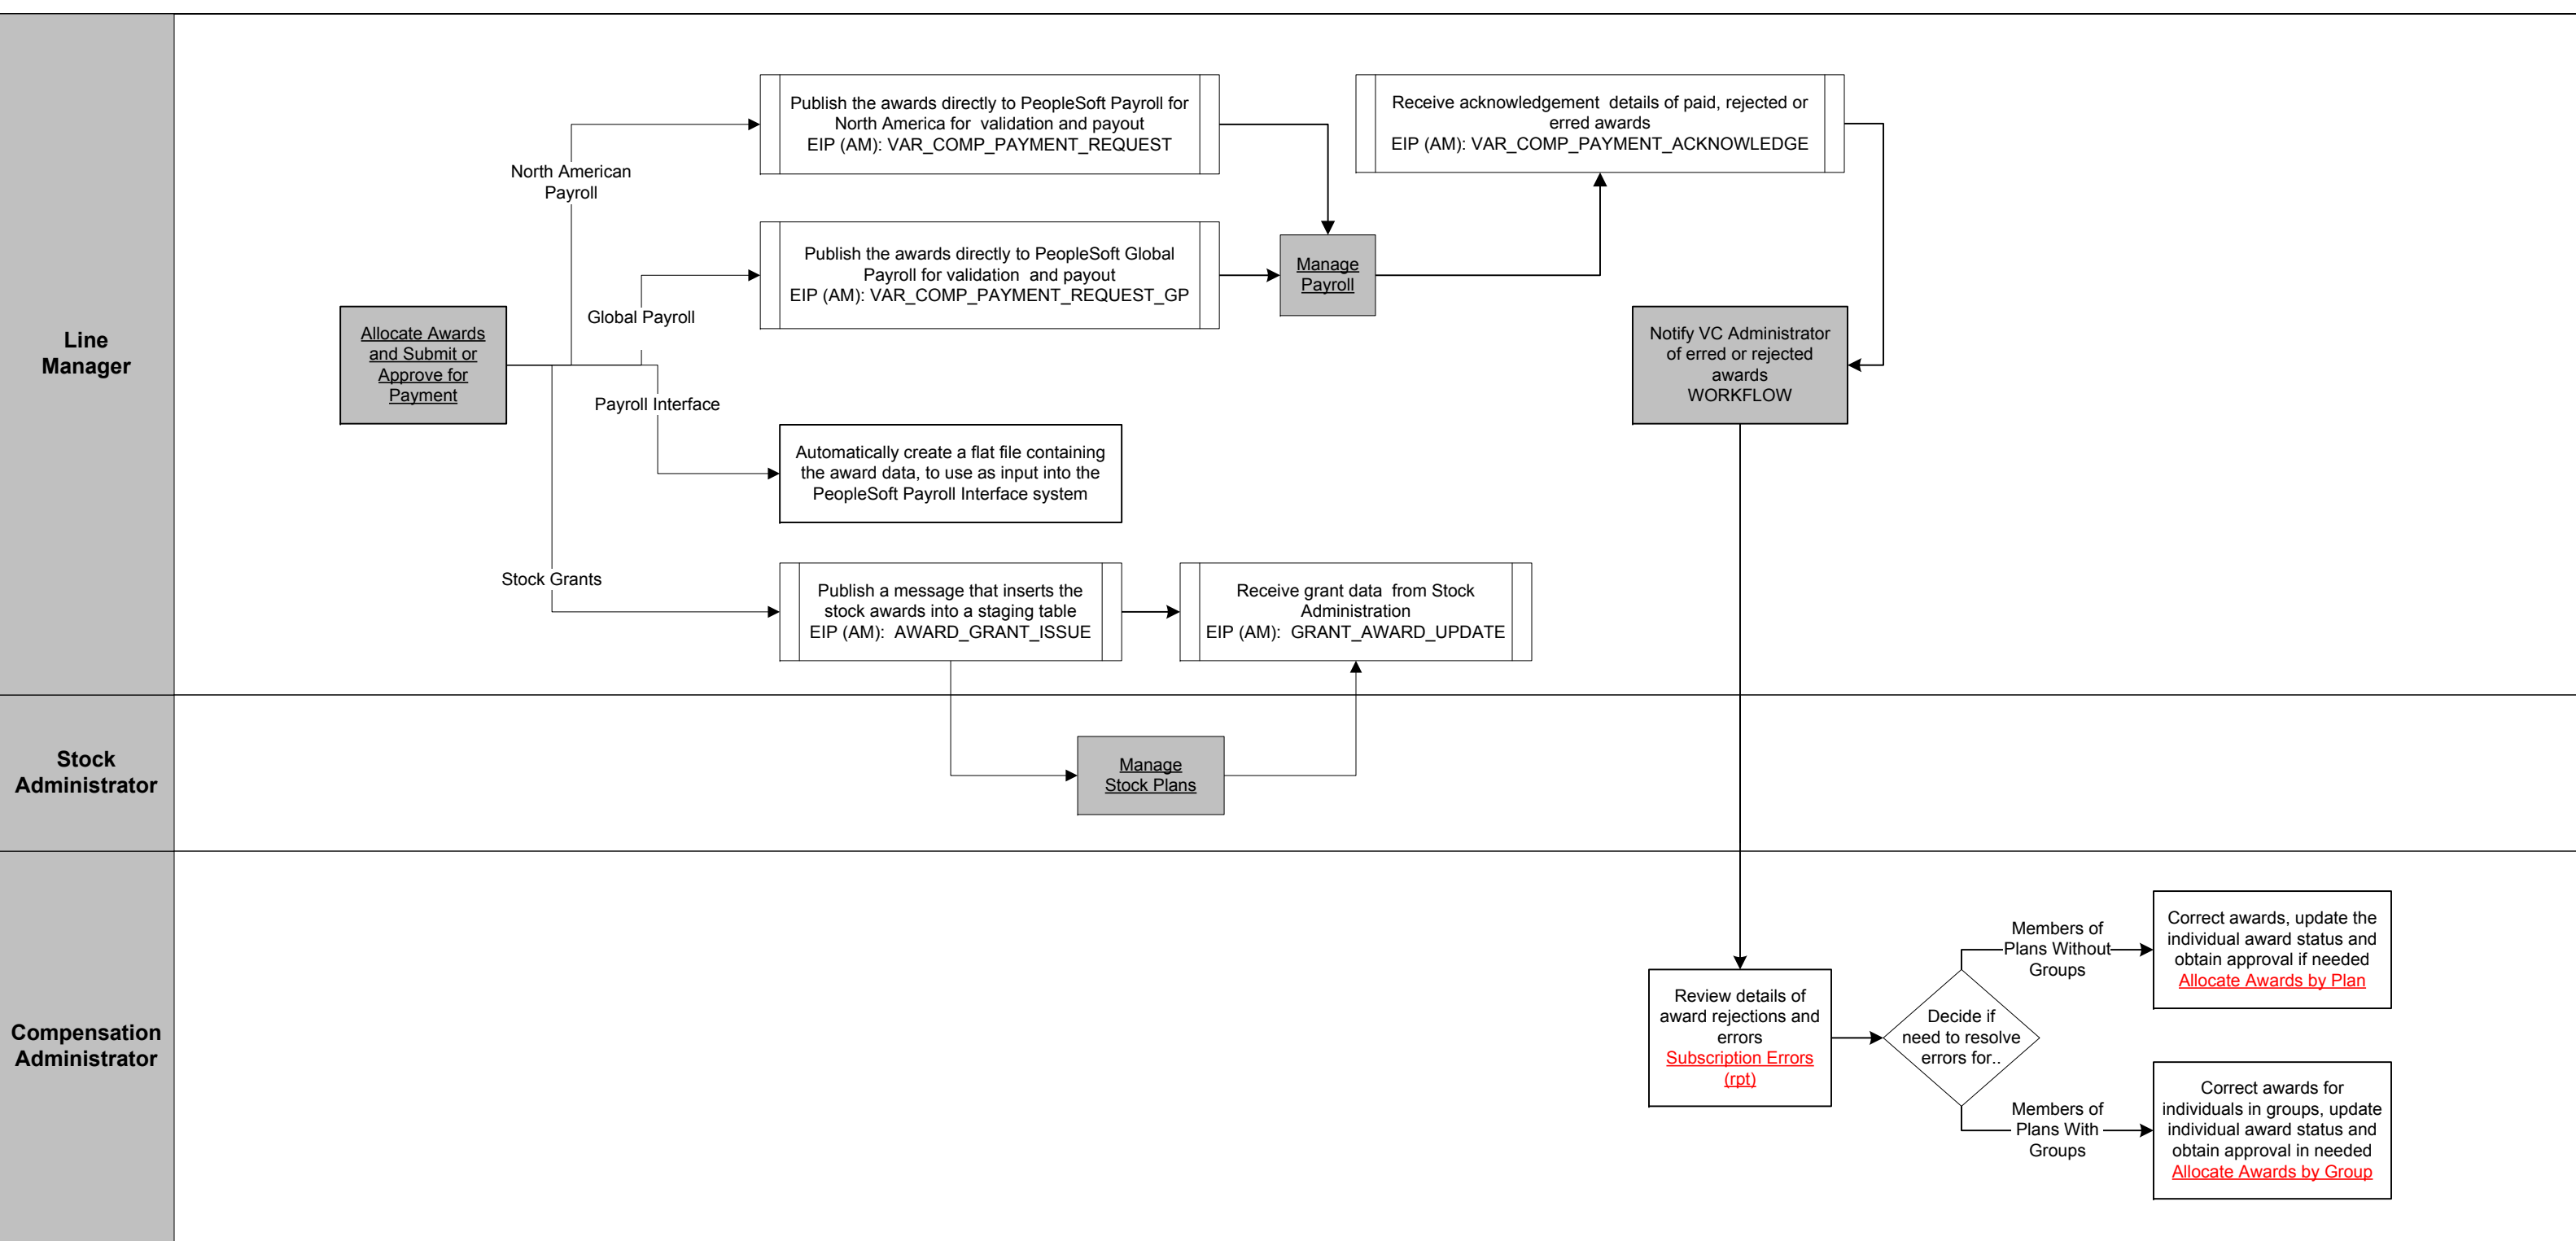 Line
Manager
Allocate Awards
and Submit or
Approve for
Payment
North American
Payroll
Global Payroll
Payroll Interface
Stock Grants
Publish the awards directly to PeopleSoft Payroll for
North America for validation and payout
EIP (AM): VAR_COMP_PAYMENT_REQUEST
Publish the awards directly to PeopleSoft Global
Payroll for validation and payout
EIP (AM): VAR_COMP_PAYMENT_REQUEST_GP
Automatically create a flat file containing
the award data, to use as input into the
PeopleSoft Payroll Interface system
Publish a message that inserts the
stock awards into a staging table
EIP (AM): AWARD_GRANT_ISSUE
Receive grant data from Stock
Administration
EIP (AM): GRANT_AWARD_UPDATE
Manage
Payroll
Receive acknowledgement details of paid, rejected or
erred awards
EIP (AM): VAR_COMP_PAYMENT_ACKNOWLEDGE
Notify VC Administrator
of erred or rejected
awards
WORKFLOW
Stock
Administrator
Manage
Stock Plans
Compensation
Administrator
Review details of
award rejections and
errors
Subscription Errors
(rpt)
Decide if
need to resolve
errors for..
Members of
Plans Without
Groups
Correct awards, update the
individual award status and
obtain approval if needed
Allocate Awards by Plan
Members of
Plans With
Groups
Correct awards for
individuals in groups, update
individual award status and
obtain approval in needed
Allocate Awards by Group